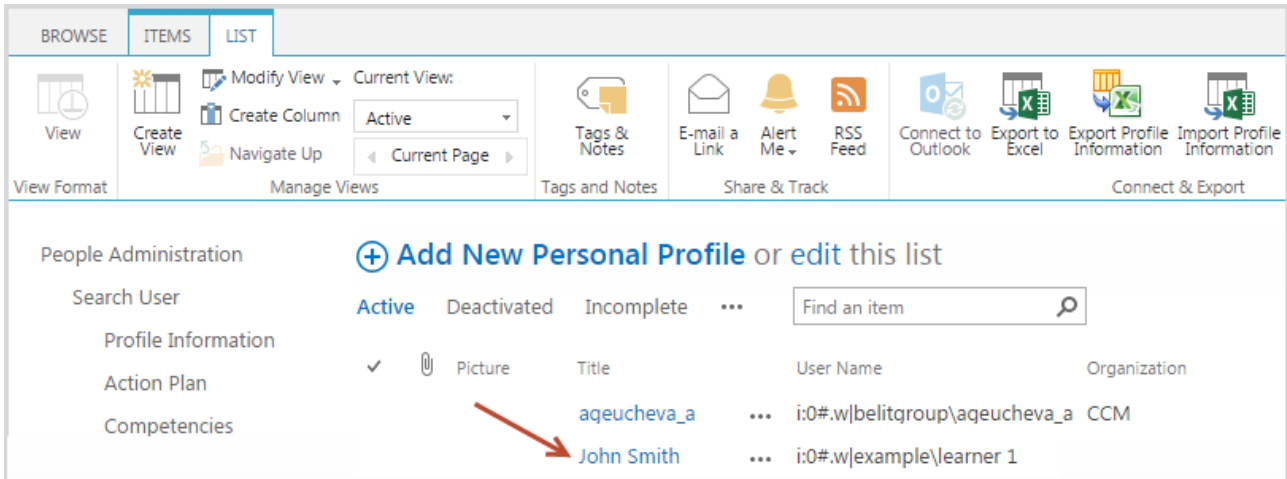 BROWSE ITEMS LIST
View
Create View
Modify View
Create Column
Navigate Up
Current View:
Active
Current Page
Tags & Notes
E-mail a Link
Alert Me
RSS Feed
Connect to Outlook
Export to Excel
Export Profile Information
Import Profile Information
View Format Manage Views Tags and Notes Share & Track Connect & Export
People Administration
Search User
Profile Information
Action Plan
Competencies
Add New Personal Profile or edit this list
Active Deactivated Incomplete ••• Find an item
Picture Title User Name Organization
aqeucheva_a ••• i:0#.w|belitgroup\aqeucheva_a CCM
John Smith ••• i:0#.w|example\learner 1